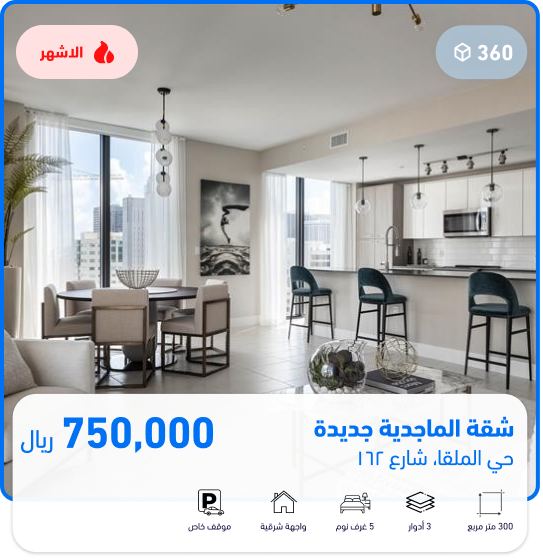 الاشهر
360
شقة الماجدية جديدة
750,000 ريال
حي الملقا، شارع ١٦٢
300 متر مربع
3 أدوار
5 غرف نوم
واجهة شرقية
موقف خاص
P